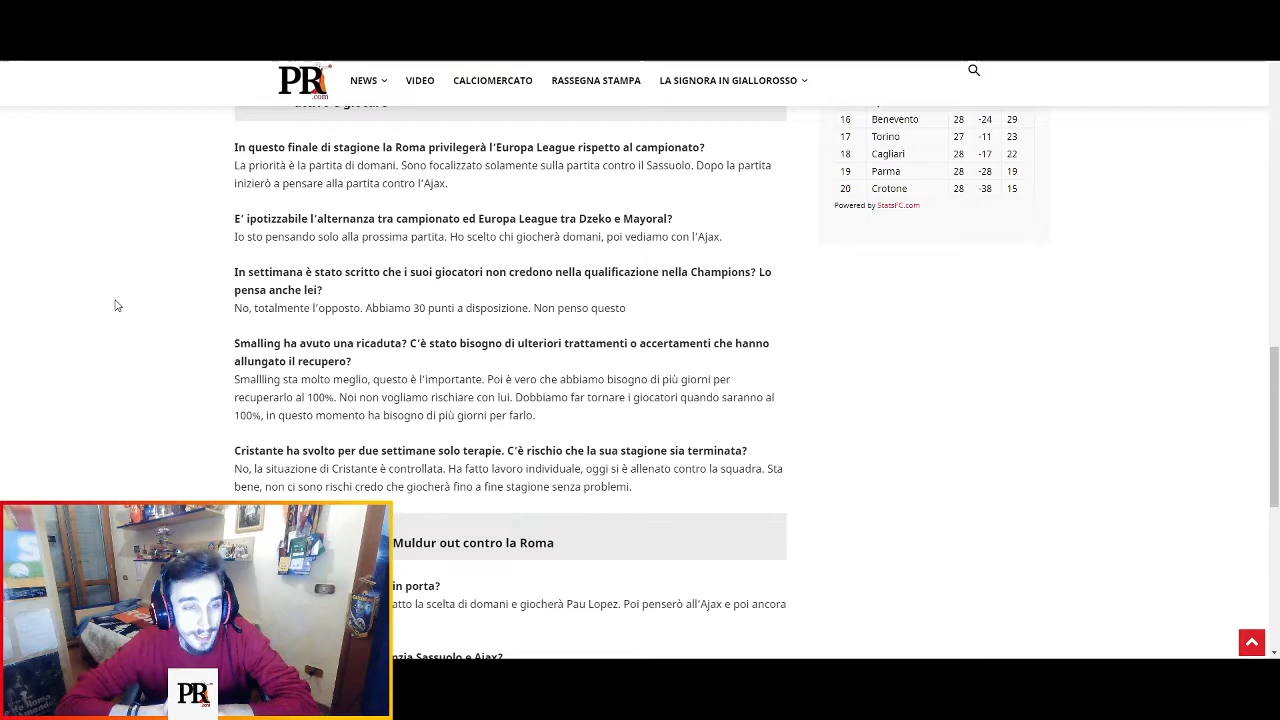 PR
.com
NEWS
VIDEO
CALCIOMERCATO
RASSEGNA STAMPA
LA SIGNORA IN GIALLOROSSO
In questo finale di stagione la Roma privilegerà l'Europa League rispetto al campionato?
La priorità è la partita di domani. Sono focalizzato solamente sulla partita contro il Sassuolo. Dopo la partita
inizierò a pensare alla partita contro l'Ajax.
E' ipotizzabile l'alternanza tra campionato ed Europa League tra Dzeko e Mayoral?
Io sto pensando solo alla prossima partita. Ho scelto chi giocherà domani, poi vediamo con l'Ajax.
In settimana è stato scritto che i suoi giocatori non credono nella qualificazione nella Champions? Lo
pensa anche lei?
No, totalmente l'opposto. Abbiamo 30 punti a disposizione. Non penso questo
Smalling ha avuto una ricaduta? C'è stato bisogno di ulteriori trattamenti o accertamenti che hanno
allungato il recupero?
Smallling sta molto meglio, questo è l'importante. Poi è vero che abbiamo bisogno di più giorni per
recuperarlo al 100%. Noi non vogliamo rischiare con lui. Dobbiamo far tornare i giocatori quando saranno al
100%, in questo momento ha bisogno di più giorni per farlo.
Cristante ha svolto per due settimane solo terapie. C'è rischio che la sua stagione sia terminata?
No, la situazione di Cristante è controllata. Ha fatto lavoro individuale, oggi si è allenato contro la squadra. Sta
bene, non ci sono rischi credo che giocherà fino a fine stagione senza problemi.
Muldur out contro la Roma
in porta?
atto la scelta di domani e giocherà Pau Lopez. Poi penserò all'Ajax e poi ancora
nzia Sassuolo e Ajax?
16 Benevento 28 -24 29
17 Torino 27 -11 23
18 Cagliari 28 -17 22
19 Parma 28 -28 19
20 Crotone 28 -38 15
Powered by StatsFC.com
PR
.com